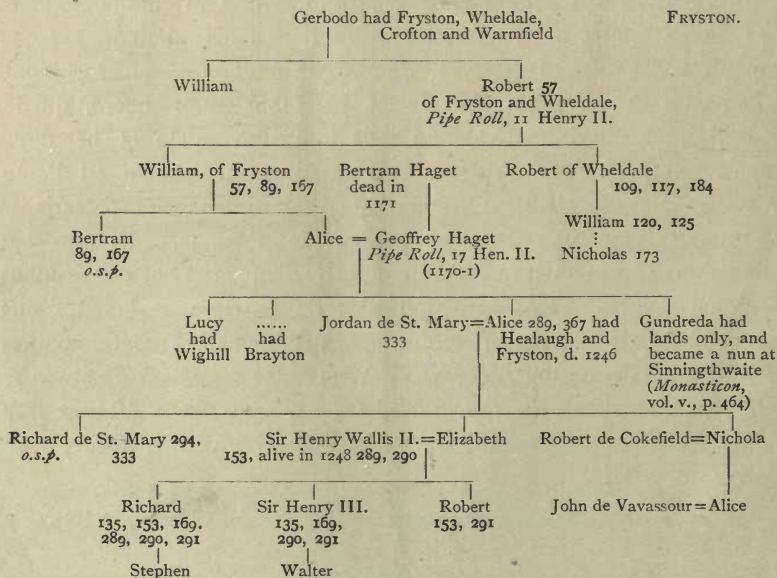 Gerbodo had Fryston, Wheldale, FRYSTON.
Crofton and Warmfield
William Robert 57
of Fryston and Wheldale,
Pipe Roll, 11 Henry II.
William, of Fryston Bertram Haget Robert of Wheldale
57, 89, 167 dead in 109, 117, 184
1171
William 120, 125
Bertram Alice = Geoffrey Haget
89, 167 Pipe Roll, 17 Hen. II. Nicholas 173
o.s.p. (1170-1)
Lucy ...... Jordan de St. Mary=Alice 289, 367 had Gundreda had
had had 333 Healaugh and lands only, and
Wighill Brayton Fryston, d. 1246 became a nun at
Sinningthwaite
(Monasticon,
vol. v., p. 464)
Richard de St. Mary 294, Sir Henry Wallis II.=Elizabeth Robert de Cokefield=Nichola
o.s.p. 333 153, alive in 1248 289, 290
Richard Sir Henry III. Robert John de Vavassour=Alice
135, 153, 169. 135, 169, 153, 291
289, 290, 291 290, 291
Stephen Walter